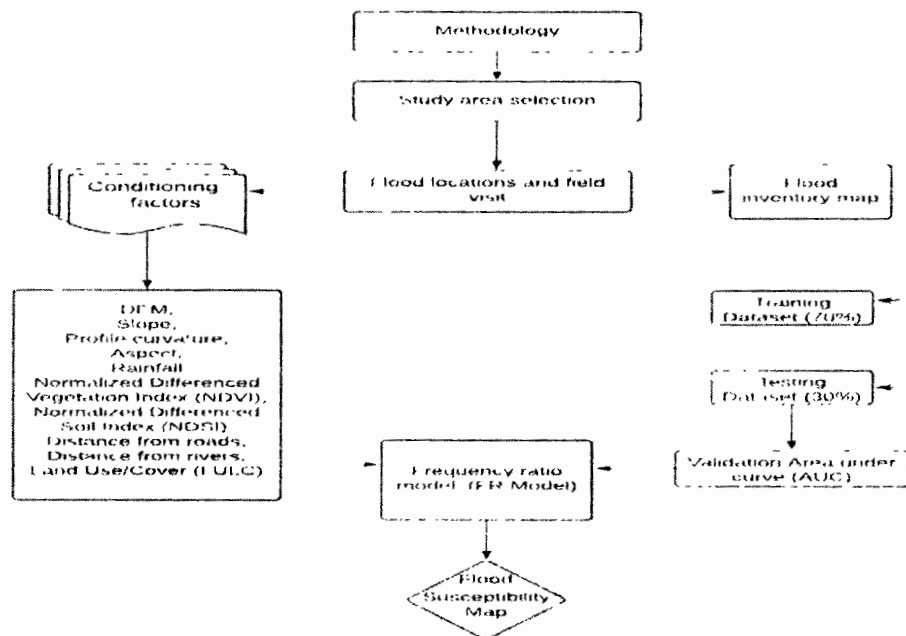 Methodology
Study area selection
Flood locations and field
visit
Conditioning
factors
Flood
inventory map
DEM,
Slope,
Profile curvature,
Aspect,
Rainfall
Normalized Differenced
Vegetation Index (NDVI),
Normalized Differenced
Soil Index (NDSI)
Distance from roads,
Distance from rivers,
Land Use/Cover (LULC)
Training
Dataset (70%)
Testing
Dataset (30%)
Validation Area under
curve (AUC)
Frequency ratio
model (FR Model)
Flood
Susceptibility
Map